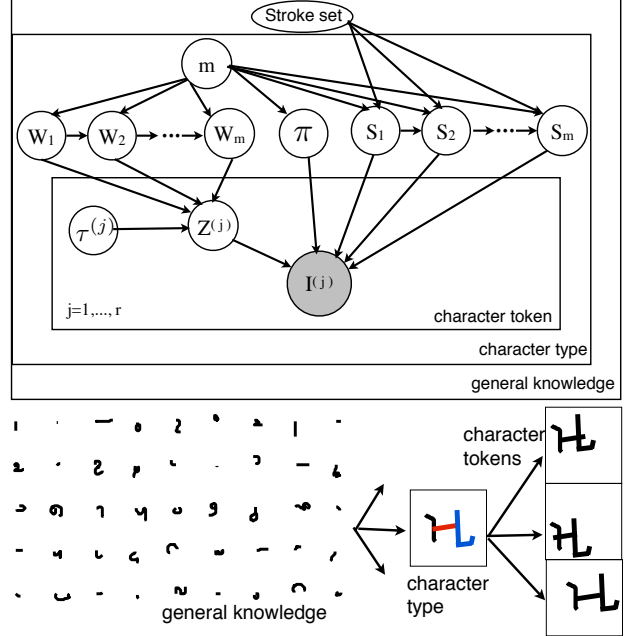 Stroke set
m
W₁ W₂ Wₘ π S₁ S₂ Sₘ
τ⁽ʲ⁾ Z⁽ʲ⁾
I⁽ʲ⁾
j=1,..., r
character token
character type
general knowledge
character
tokens
character
type
general knowledge